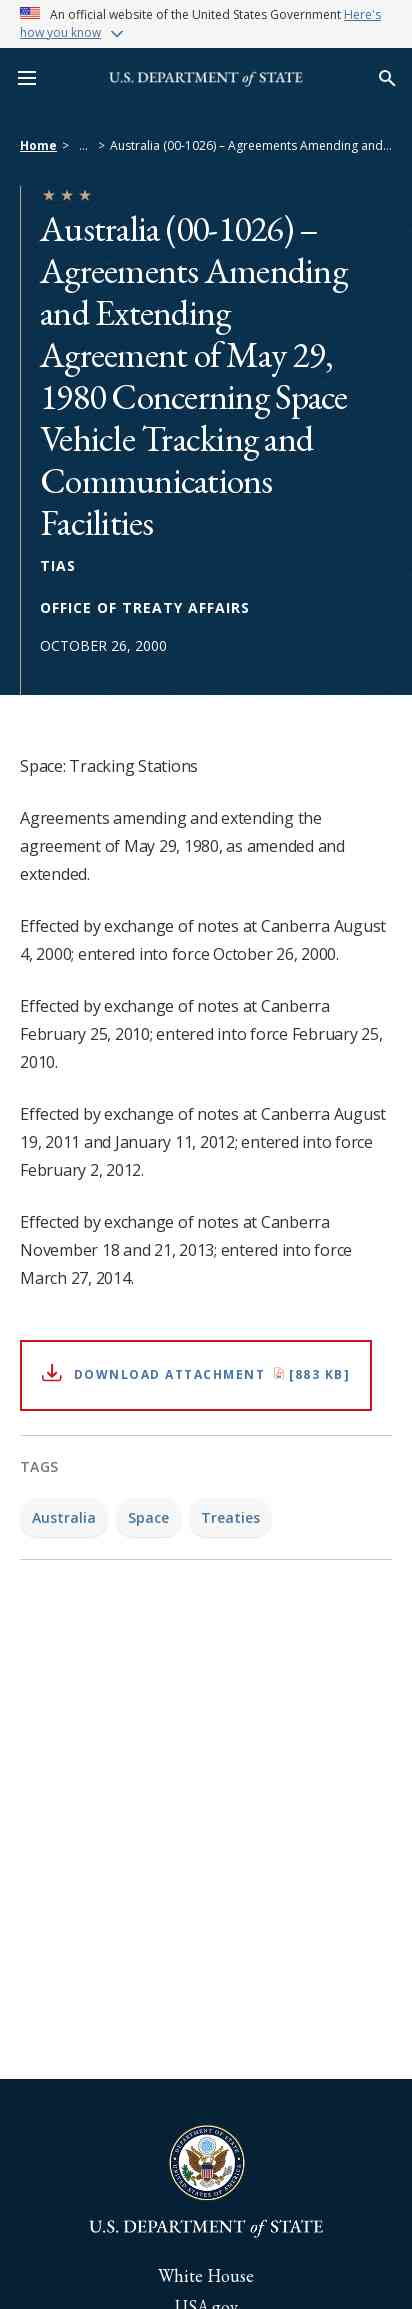 An official website of the United States Government Here's
how you know
U.S. DEPARTMENT of STATE
Home > ... > Australia (00-1026) – Agreements Amending and...
Australia (00-1026) –
Agreements Amending
and Extending
Agreement of May 29,
1980 Concerning Space
Vehicle Tracking and
Communications
Facilities
TIAS
OFFICE OF TREATY AFFAIRS
OCTOBER 26, 2000
Space: Tracking Stations
Agreements amending and extending the
agreement of May 29, 1980, as amended and
extended.
Effected by exchange of notes at Canberra August
4, 2000; entered into force October 26, 2000.
Effected by exchange of notes at Canberra
February 25, 2010; entered into force February 25,
2010.
Effected by exchange of notes at Canberra August
19, 2011 and January 11, 2012; entered into force
February 2, 2012.
Effected by exchange of notes at Canberra
November 18 and 21, 2013; entered into force
March 27, 2014.
DOWNLOAD ATTACHMENT [883 KB]
TAGS
Australia Space Treaties
DEPARTMENT OF STATE
UNITED STATES OF AMERICA
U.S. DEPARTMENT of STATE
White House
USA.gov